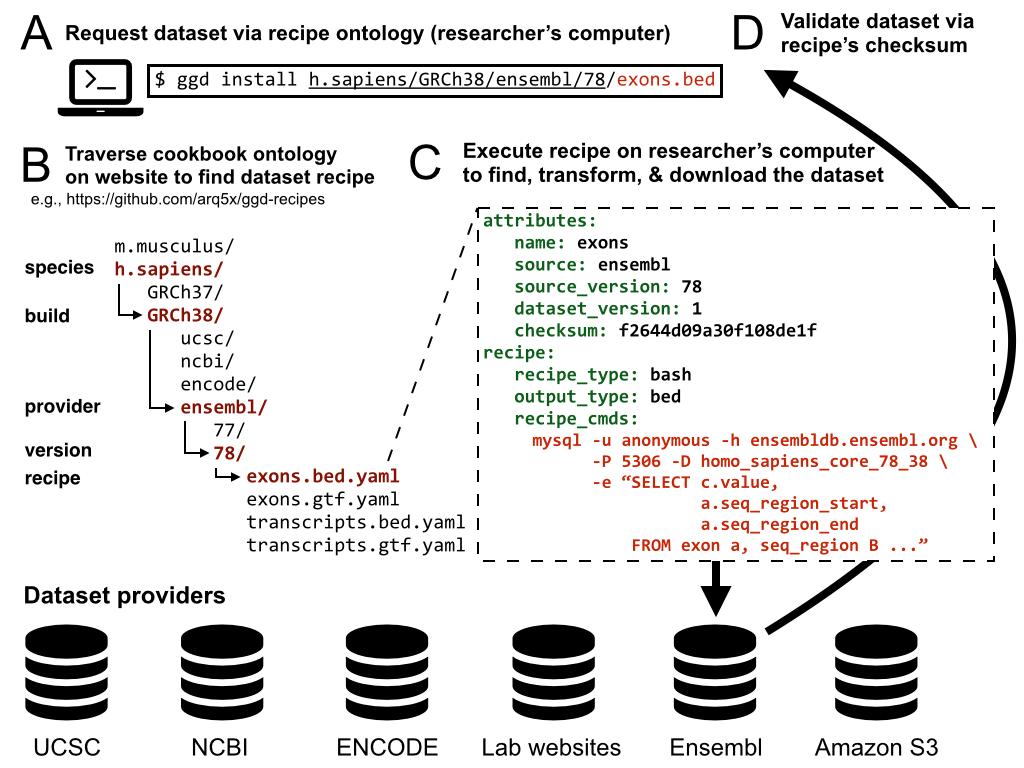 A Request dataset via recipe ontology (researcher's computer)
>_
$ ggd install h.sapiens/GRCh38/ensembl/78/exons.bed
D Validate dataset via
recipe's checksum
B Traverse cookbook ontology
on website to find dataset recipe
e.g., https://github.com/arq5x/ggd-recipes
m.musculus/
species h.sapiens/
GRCh37/
build GRCh38/
ucsc/
ncbi/
encode/
provider ensembl/
77/
version 78/
recipe exons.bed.yaml
exons.gtf.yaml
transcripts.bed.yaml
transcripts.gtf.yaml
C Execute recipe on researcher's computer
to find, transform, & download the dataset
attributes:
name: exons
source: ensembl
source_version: 78
dataset_version: 1
checksum: f2644d09a30f108de1f
recipe:
recipe_type: bash
output_type: bed
recipe_cmds:
mysql -u anonymous -h ensembldb.ensembl.org \
-P 5306 -D homo_sapiens_core_78_38 \
-e “SELECT c.value,
a.seq_region_start,
a.seq_region_end
FROM exon a, seq_region B ...”
Dataset providers
UCSC
NCBI
ENCODE
Lab websites
Ensembl
Amazon S3